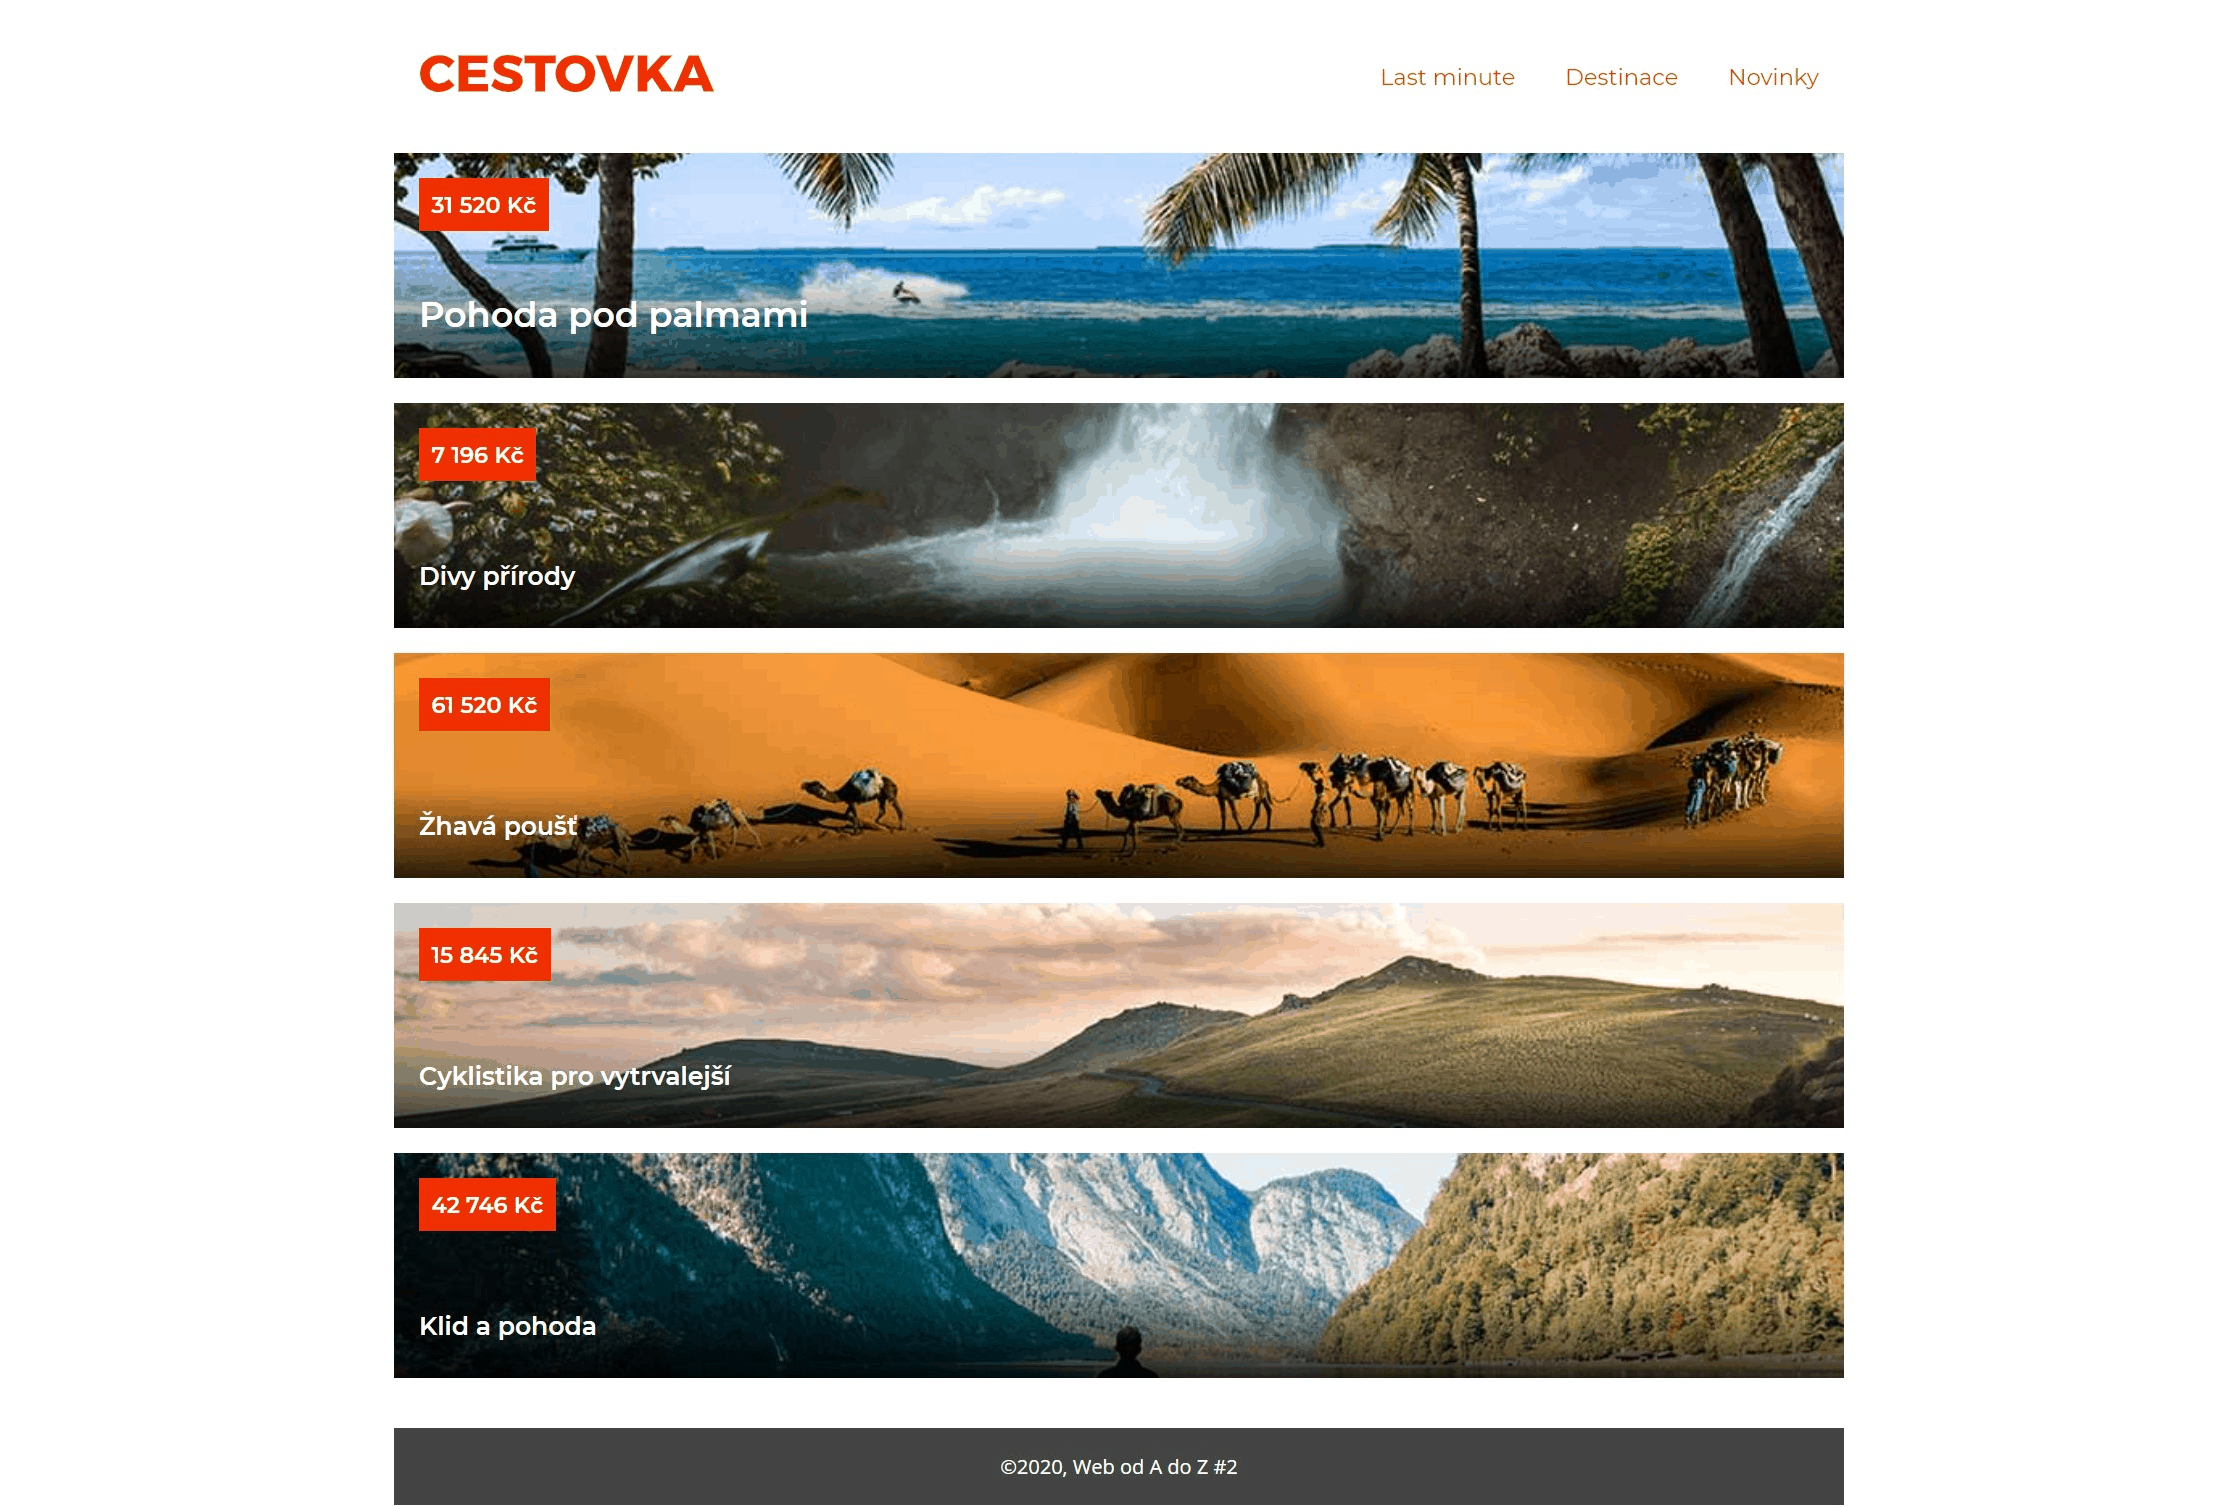 CESTOVKA
Last minute Destinace Novinky
31 520 Kč
Pohoda pod palmami
7 196 Kč
Divy přírody
61 520 Kč
Žhavá poušť
15 845 Kč
Cyklistika pro vytrvalejší
42 746 Kč
Klid a pohoda
©2020, Web od A do Z #2